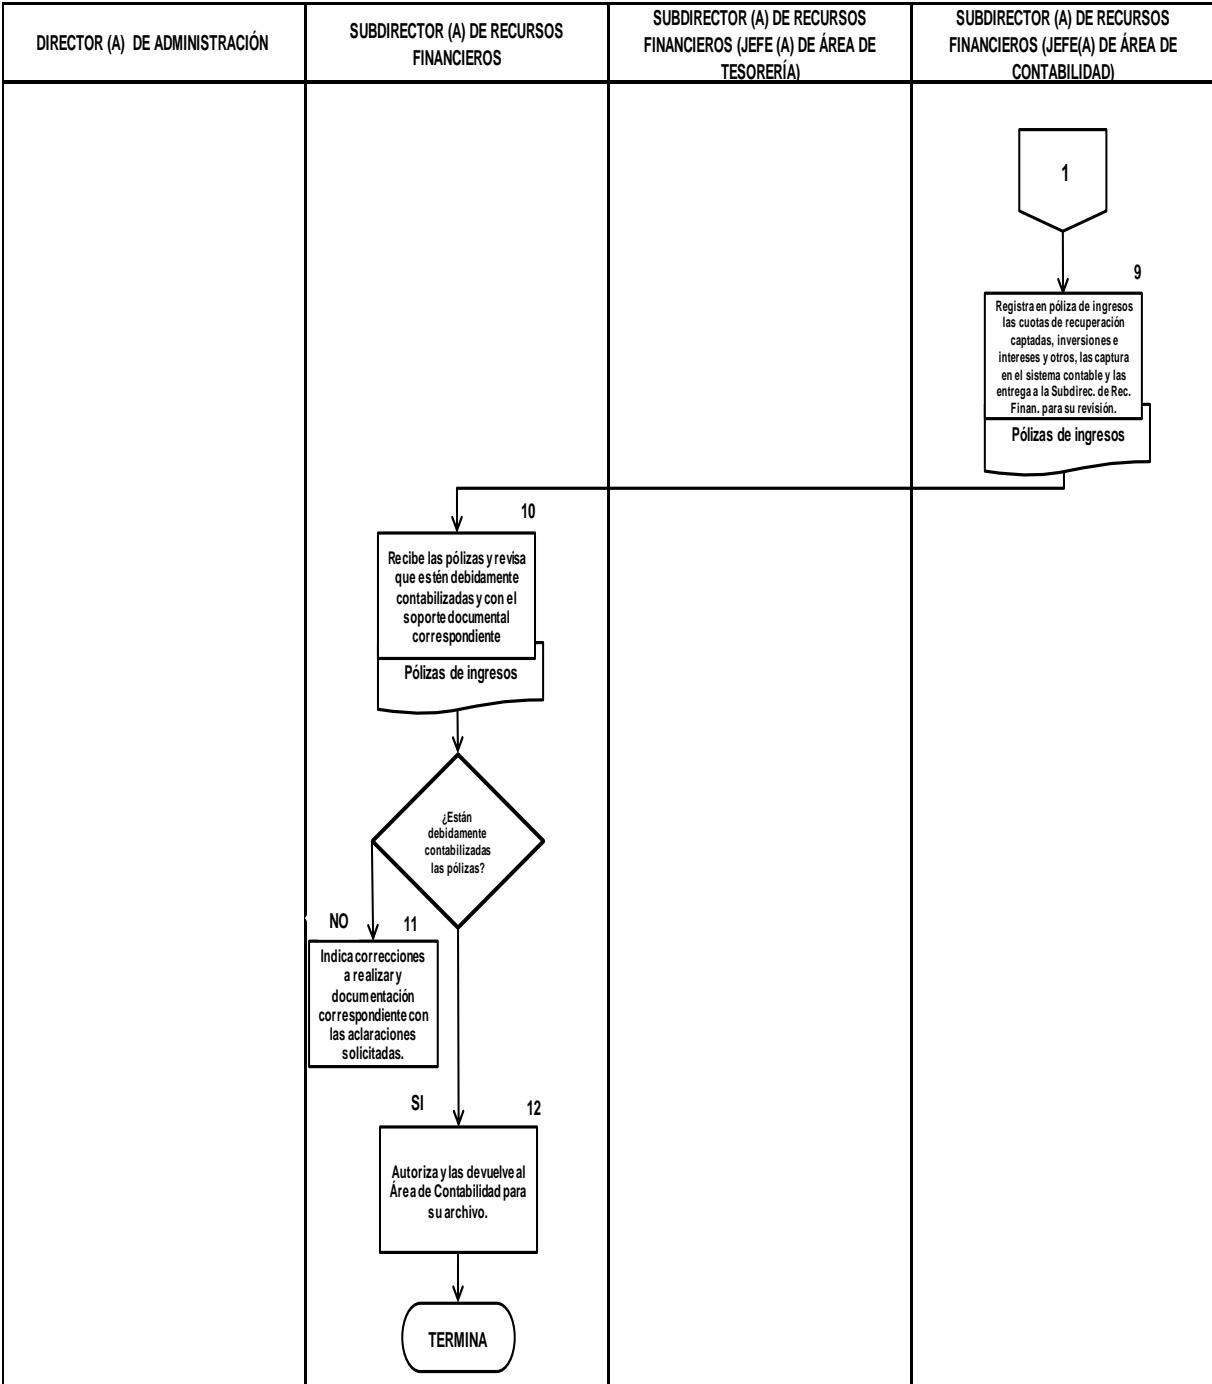 DIRECTOR (A) DE ADMINISTRACIÓN
SUBDIRECTOR (A) DE RECURSOS
FINANCIEROS
SUBDIRECTOR (A) DE RECURSOS
FINANCIEROS (JEFE (A) DE ÁREA DE
TESORERÍA)
SUBDIRECTOR (A) DE RECURSOS
FINANCIEROS (JEFE(A) DE ÁREA DE
CONTABILIDAD)
1
9
Registra en póliza de ingresos
las cuotas de recuperación
captadas, inversiones e
intereses y otros, las captura
en el sistema contable y las
entrega a la Subdirec. de Rec.
Finan. para su revisión.
Pólizas de ingresos
10
Recibe las pólizas y revisa
que estén debidamente
contabilizadas y con el
soporte documental
correspondiente
Pólizas de ingresos
¿Están
debidamente
contabilizadas
las pólizas?
NO
11
Indica correcciones
a realizar y
documentación
correspondiente con
las aclaraciones
solicitadas.
SI
12
Autoriza y las devuelve al
Área de Contabilidad para
su archivo.
TERMINA